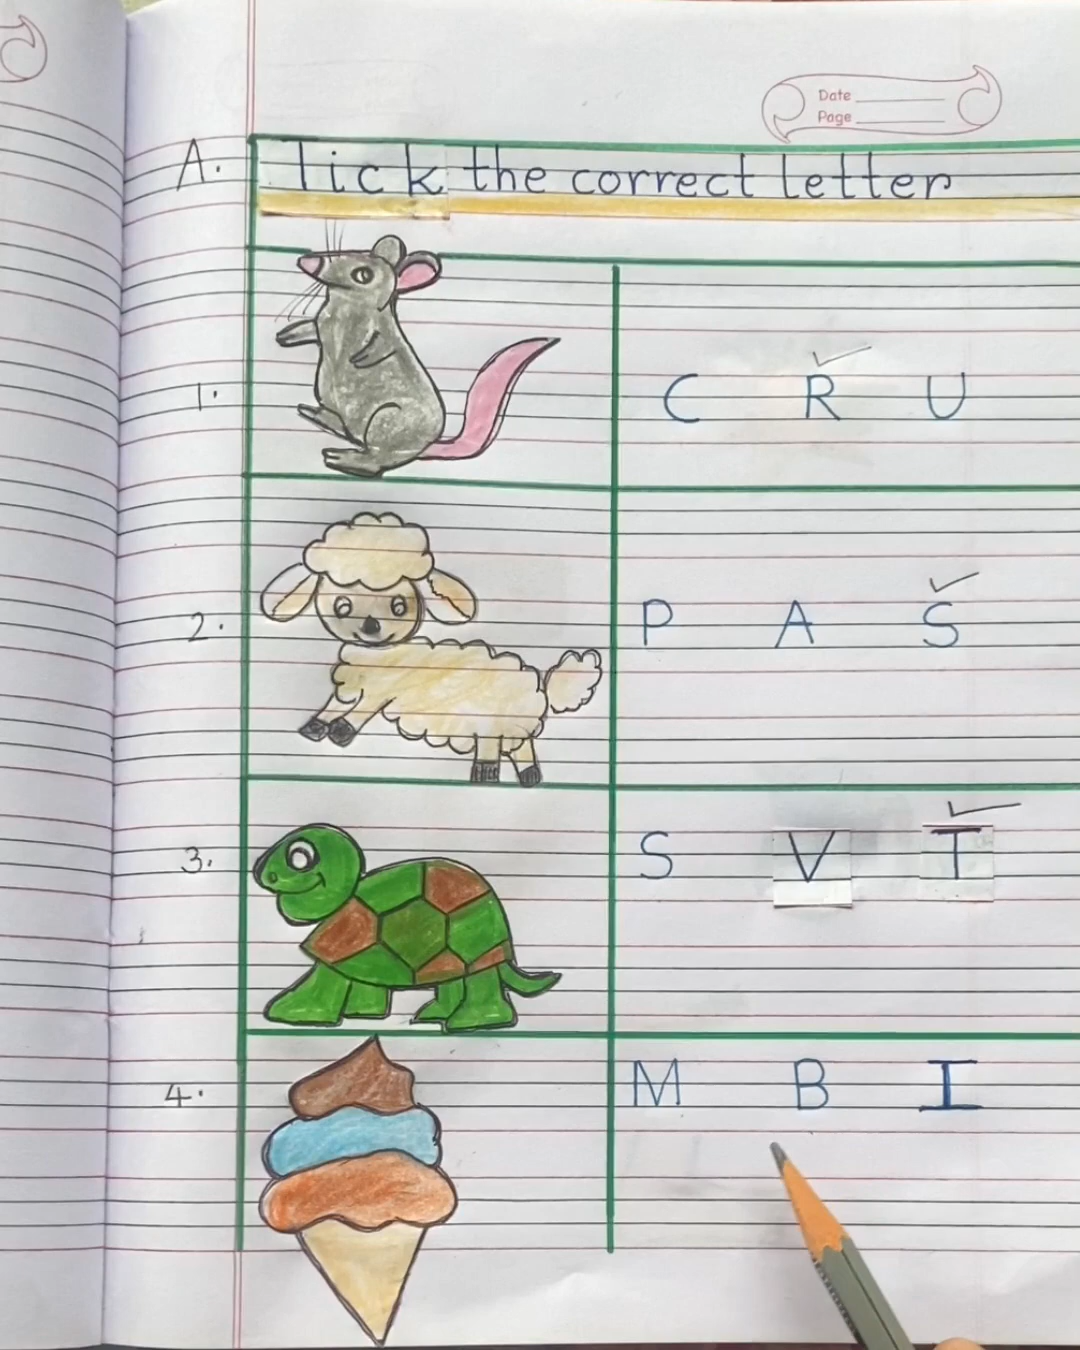 Date
Page
A. Tick the correct letter
1. C R U
2. P A S
3. S V T
4. M B I